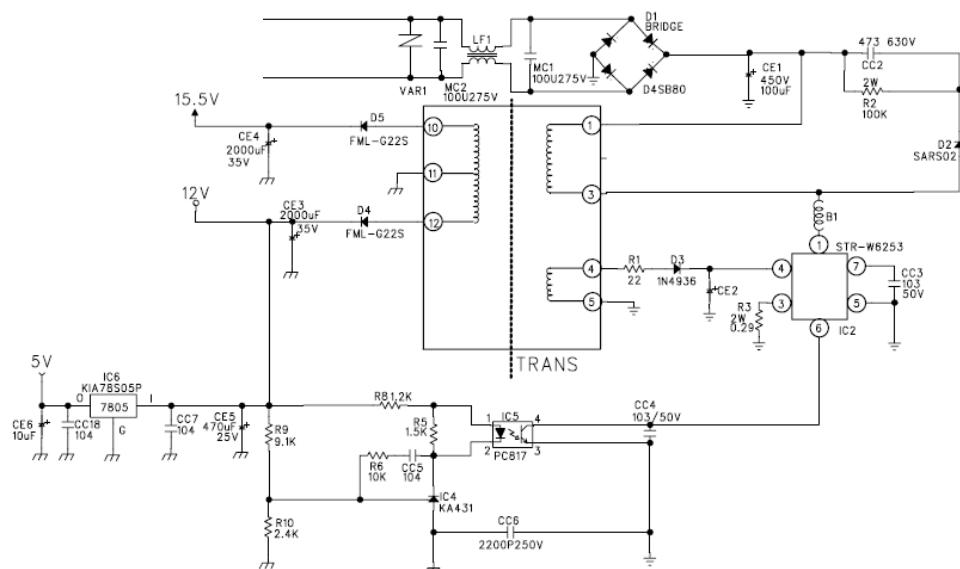 D1
BRIDGE
LF1
473 630V
CC2
MC1
100U275V
CE1
450V
100uF
2W
R2
100K
VAR1
MC2
100U275V
D4SB80
15.5V
D5
FML-G22S
10
1
D2
SARS02
CE4
2000uF
35V
11
12V
CE3
2000uF
35V
D4
FML-G22S
12
3
B1
1
STR-W6253
R1
22
D3
1N4936
4
4
7
CC3
103
50V
CE2
5
3
5
R3
2W
0.29
6
IC2
TRANS
5V
IC6
KIA78S05P
O
7805
I
G
R8 1.2K
IC5
1
4
2
3
PC817
CC4
103/50V
CE6
10uF
CC18
104
CC7
104
CE5
470uF
25V
R9
9.1K
R5
1.5K
R6
10K
CC5
104
IC4
KA431
R10
2.4K
CC6
2200P250V